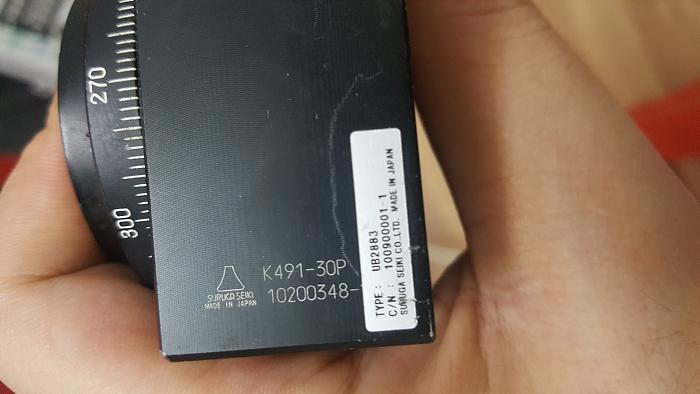 270
300
SURUGA SEIKI
MADE IN JAPAN
K491-30P
10200348-
TYPE : UB2883
C/N : 100900001-1
SURUGA SEIKI CO.,LTD. MADE IN JAPAN